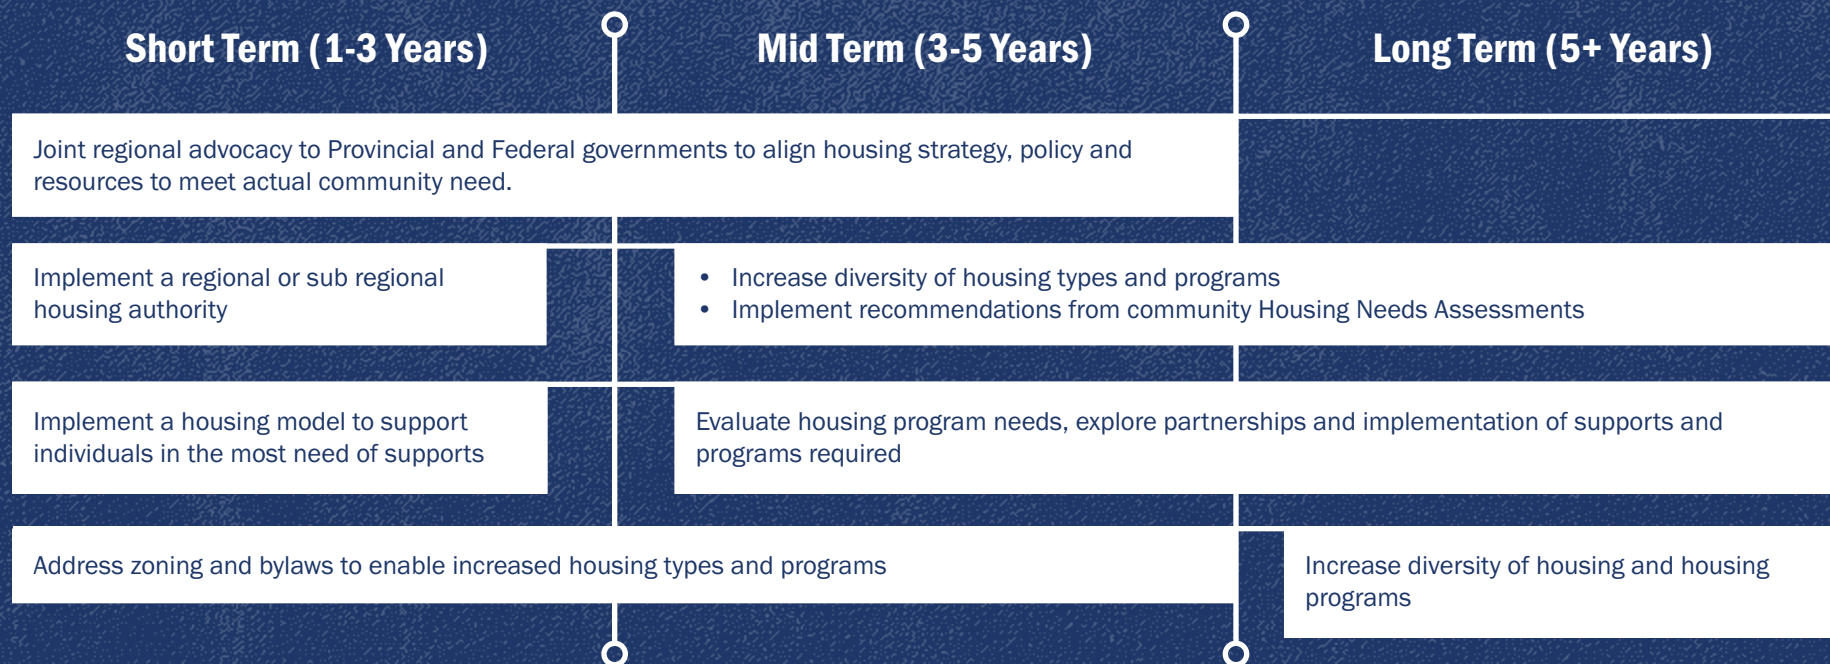 Short Term (1-3 Years)
Mid Term (3-5 Years)
Long Term (5+ Years)
Joint regional advocacy to Provincial and Federal governments to align housing strategy, policy and
resources to meet actual community need.
Implement a regional or sub regional
housing authority
• Increase diversity of housing types and programs
• Implement recommendations from community Housing Needs Assessments
Implement a housing model to support
individuals in the most need of supports
Evaluate housing program needs, explore partnerships and implementation of supports and
programs required
Address zoning and bylaws to enable increased housing types and programs
Increase diversity of housing and housing
programs